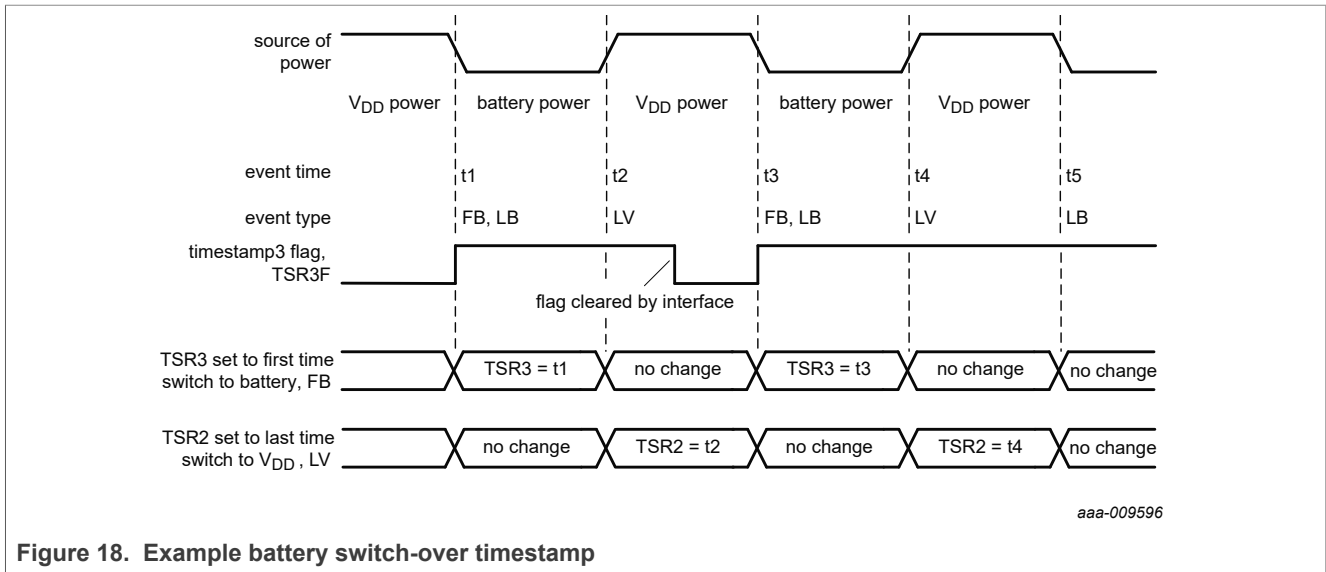 source of
power
VDD power battery power VDD power battery power VDD power
event time t1 t2 t3 t4 t5
event type FB, LB LV FB, LB LV LB
timestamp3 flag,
TSR3F
flag cleared by interface
TSR3 set to first time
switch to battery, FB
TSR3 = t1 no change TSR3 = t3 no change no change
TSR2 set to last time
switch to VDD , LV
no change TSR2 = t2 no change TSR2 = t4 no change
aaa-009596
Figure 18. Example battery switch-over timestamp